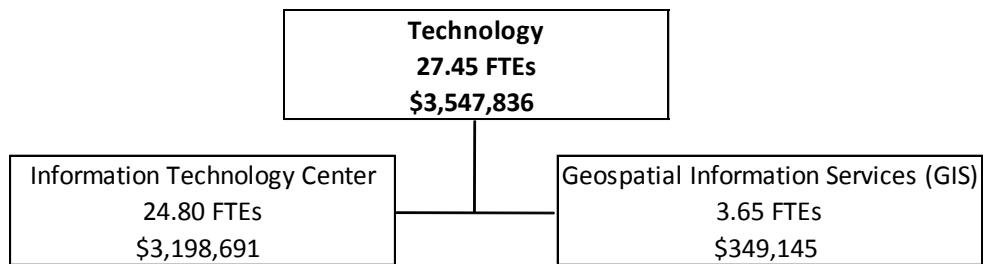 Technology
27.45 FTEs
$3,547,836
Information Technology Center
24.80 FTEs
$3,198,691
Geospatial Information Services (GIS)
3.65 FTEs
$349,145